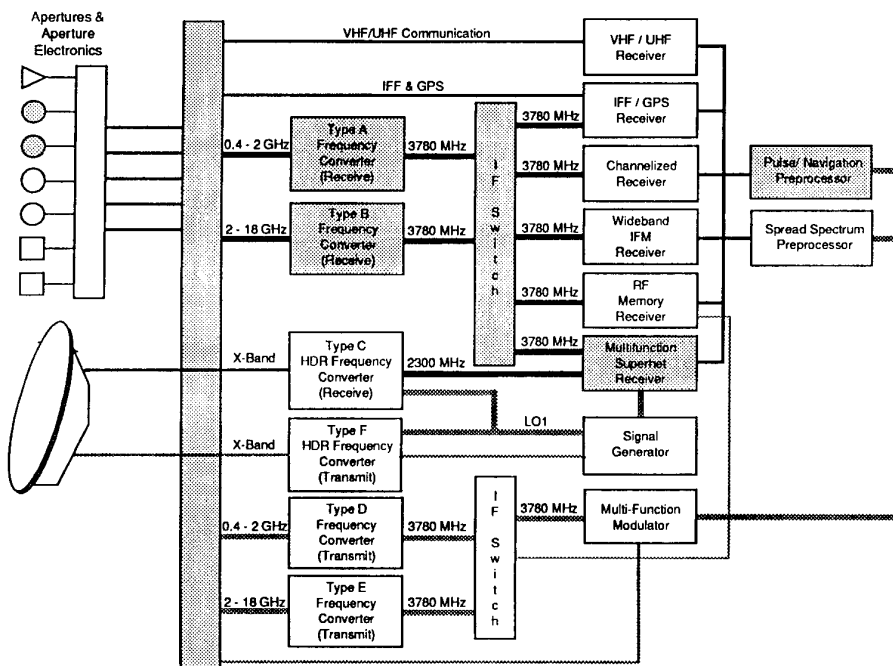 Apertures &
Aperture
Electronics
VHF/UHF Communication
VHF / UHF
Receiver
IFF & GPS
IFF / GPS
Receiver
0.4 - 2 GHz
Type A
Frequency
Converter
(Receive)
3780 MHz
IF Switch
3780 MHz
3780 MHz
Channelized
Receiver
Pulse/ Navigation
Preprocessor
2 - 18 GHz
Type B
Frequency
Converter
(Receive)
3780 MHz
3780 MHz
Wideband
IFM
Receiver
Spread Spectrum
Preprocessor
3780 MHz
RF
Memory
Receiver
3780 MHz
Multifunction
Superhet
Receiver
X-Band
Type C
HDR Frequency
Converter
(Receive)
2300 MHz
X-Band
Type F
HDR Frequency
Converter
(Transmit)
LO1
Signal
Generator
0.4 - 2 GHz
Type D
Frequency
Converter
(Transmit)
3780 MHz
IF Switch
3780 MHz
Multi-Function
Modulator
2 - 18 GHz
Type E
Frequency
Converter
(Transmit)
3780 MHz